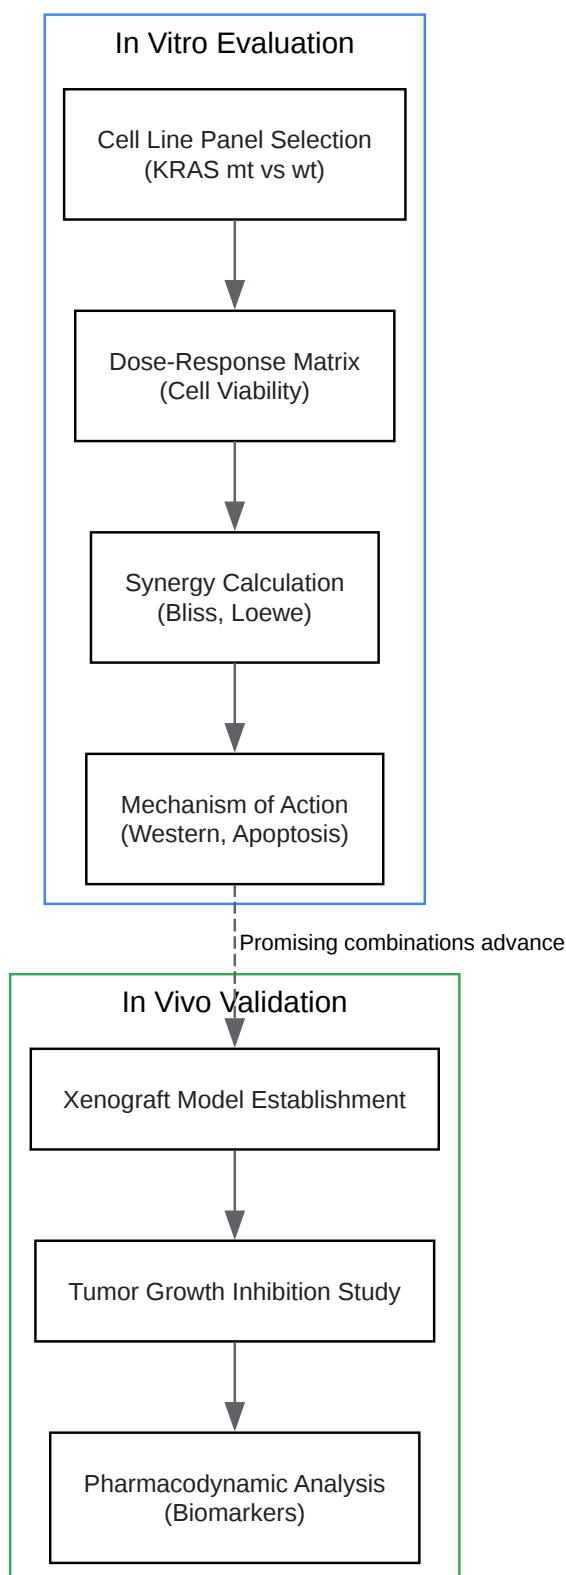 In Vitro Evaluation
Cell Line Panel Selection
(KRAS mt vs wt)
Dose-Response Matrix
(Cell Viability)
Synergy Calculation
(Bliss, Loewe)
Mechanism of Action
(Western, Apoptosis)
Promising combinations advance
In Vivo Validation
Xenograft Model Establishment
Tumor Growth Inhibition Study
Pharmacodynamic Analysis
(Biomarkers)